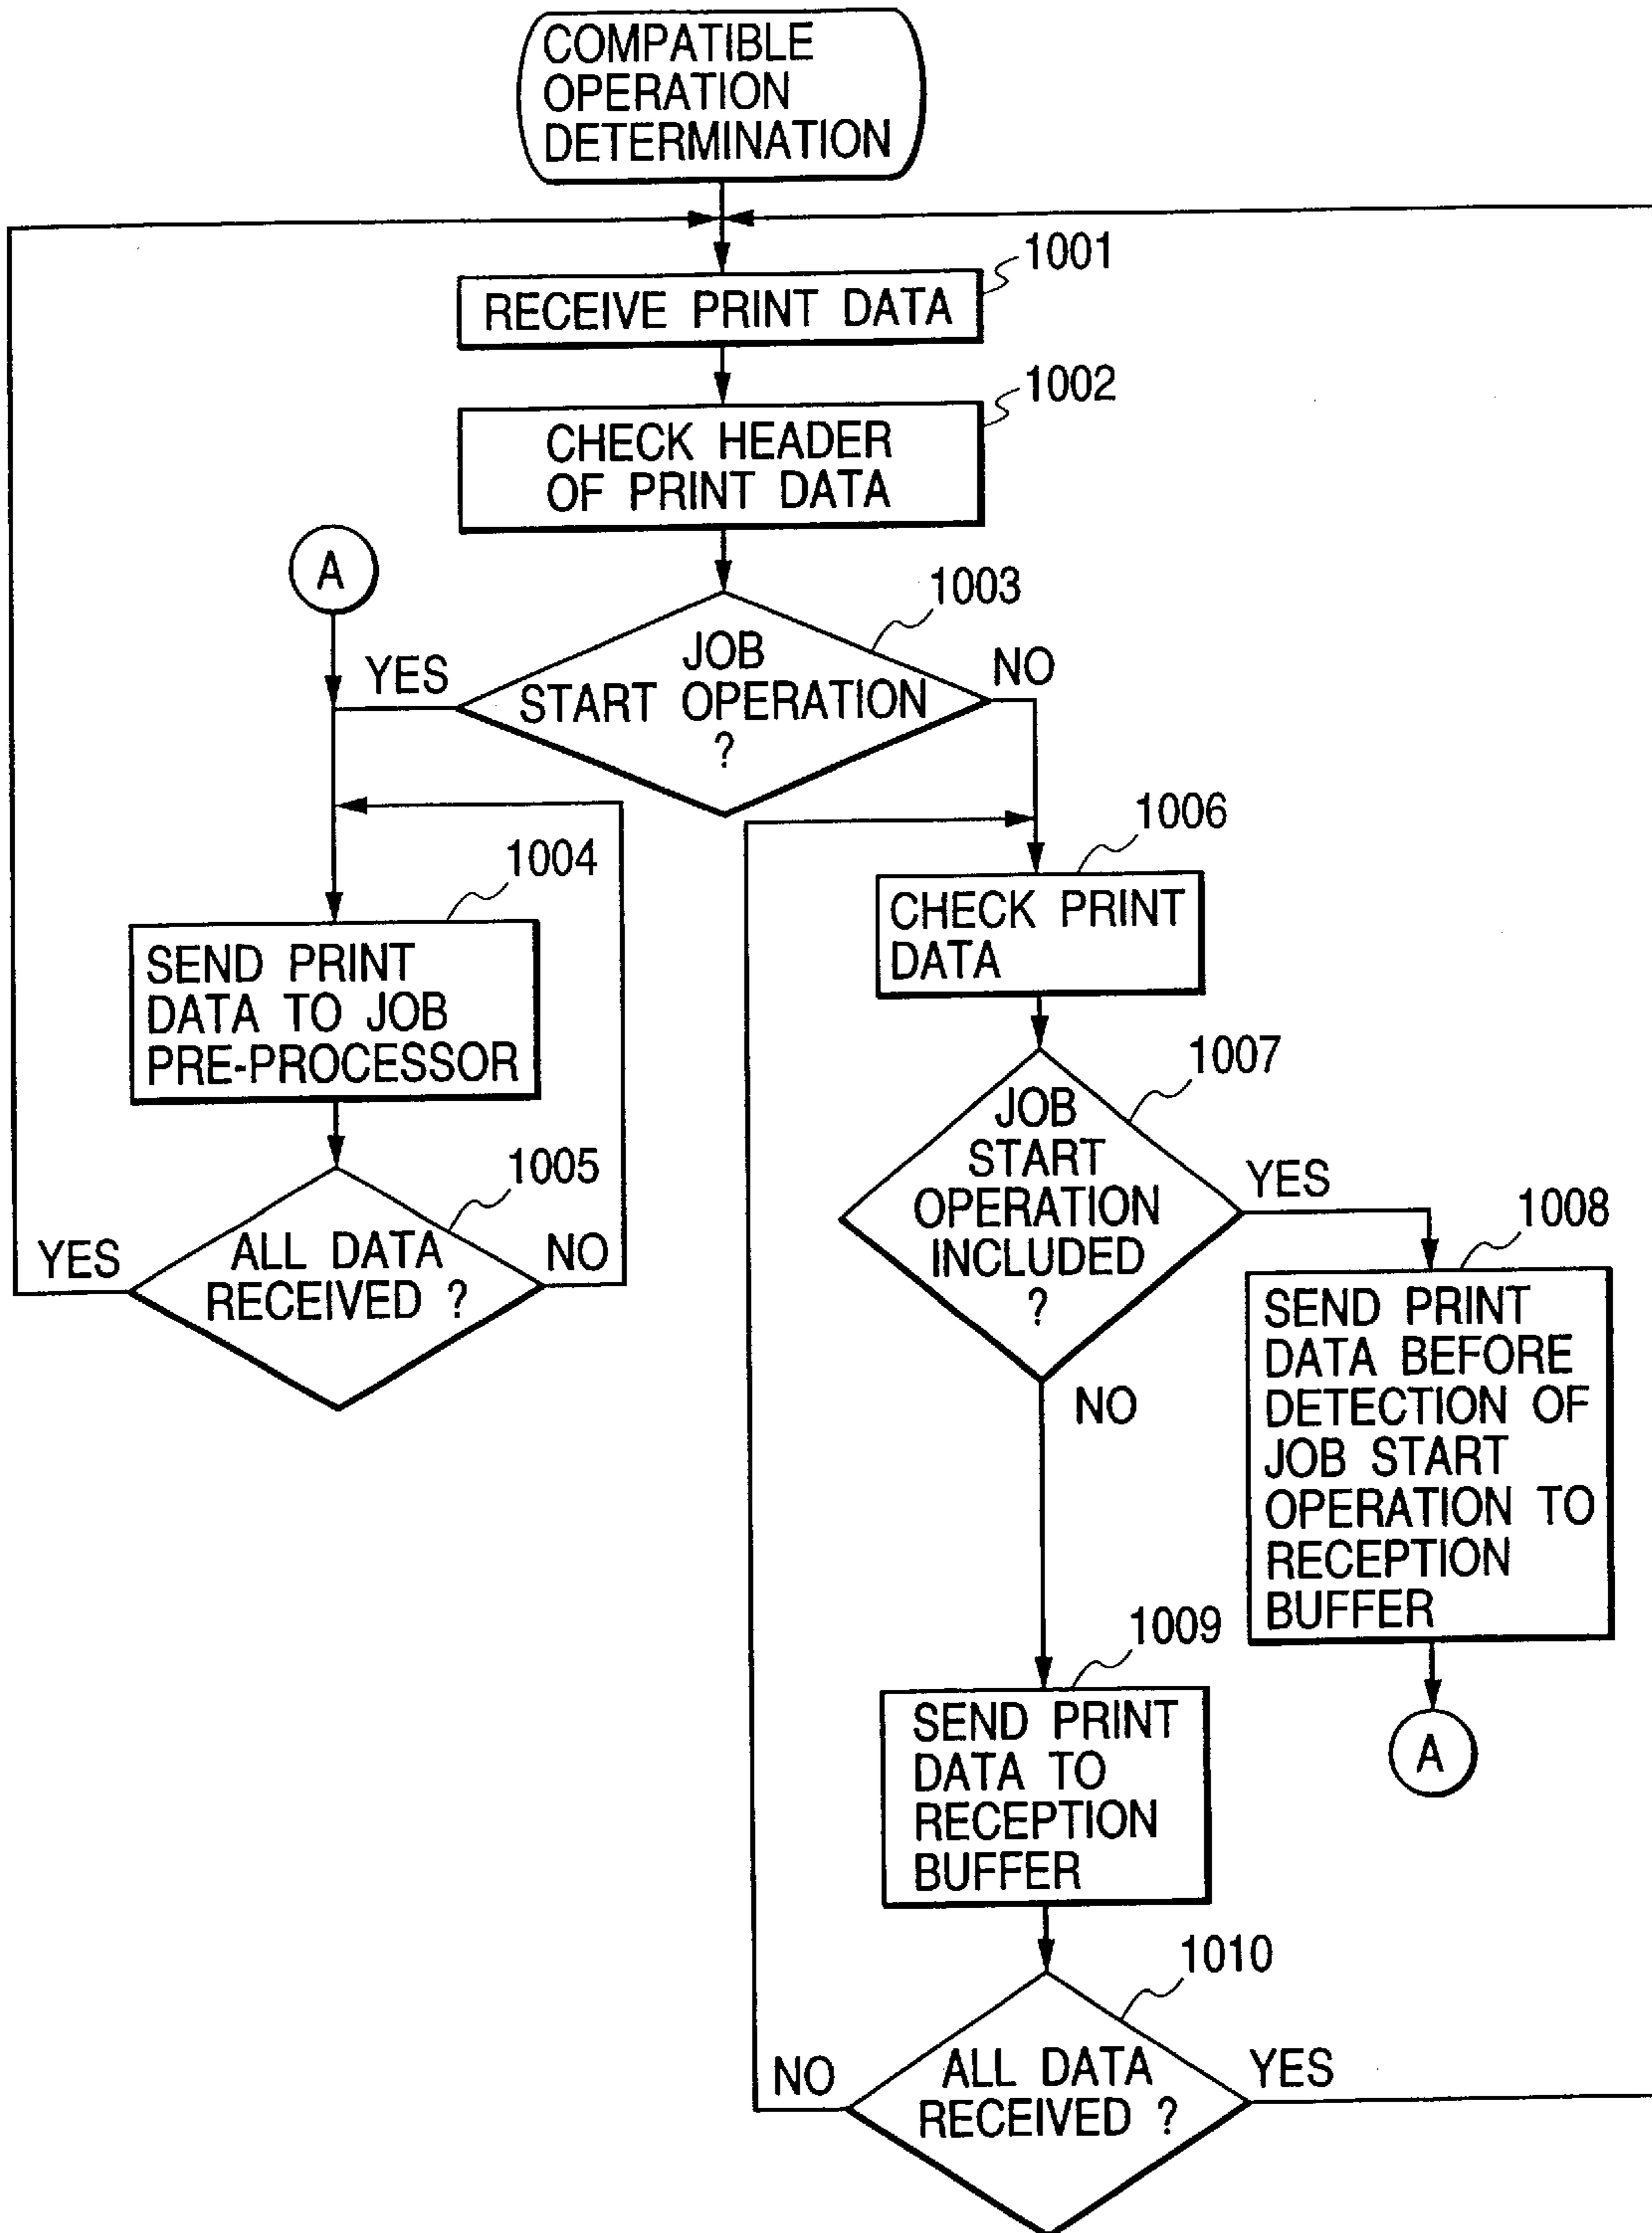 COMPATIBLE
OPERATION
DETERMINATION
1001
RECEIVE PRINT DATA
1002
CHECK HEADER
OF PRINT DATA
A
1003
YES
JOB
START OPERATION
?
NO
1004
SEND PRINT
DATA TO JOB
PRE-PROCESSOR
1005
YES
ALL DATA
RECEIVED ?
NO
1006
CHECK PRINT
DATA
1007
JOB
START
OPERATION
INCLUDED
?
YES
NO
1008
SEND PRINT
DATA BEFORE
DETECTION OF
JOB START
OPERATION TO
RECEPTION
BUFFER
A
1009
SEND PRINT
DATA TO
RECEPTION
BUFFER
1010
NO
ALL DATA
RECEIVED ?
YES